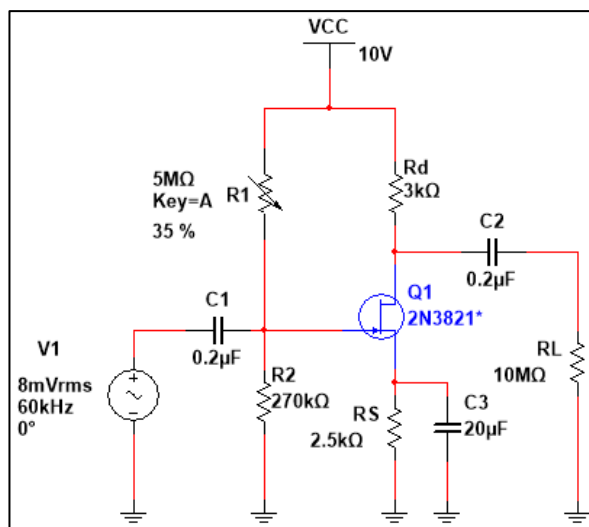 VCC
10V
5MΩ
Key=A
35 %
R1
Rd
3kΩ
C2
0.2µF
Q1
2N3821*
C1
0.2µF
V1
8mVrms
60kHz
0°
R2
270kΩ
RS
2.5kΩ
C3
20µF
RL
10MΩ